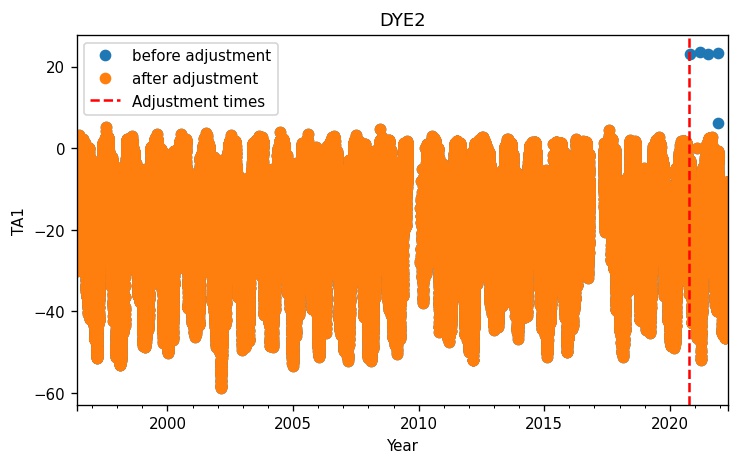 DYE2
before adjustment
after adjustment
Adjustment times
TA1
20
0
−20
−40
−60
2000
2005
2010
2015
2020
Year